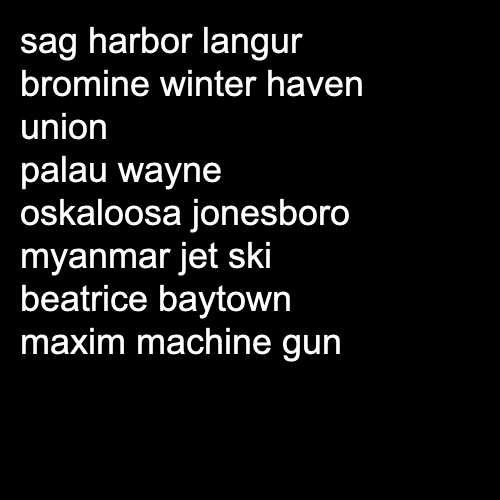 sag harbor langur
bromine winter haven
union
palau wayne
oskaloosa jonesboro
myanmar jet ski
beatrice baytown
maxim machine gun